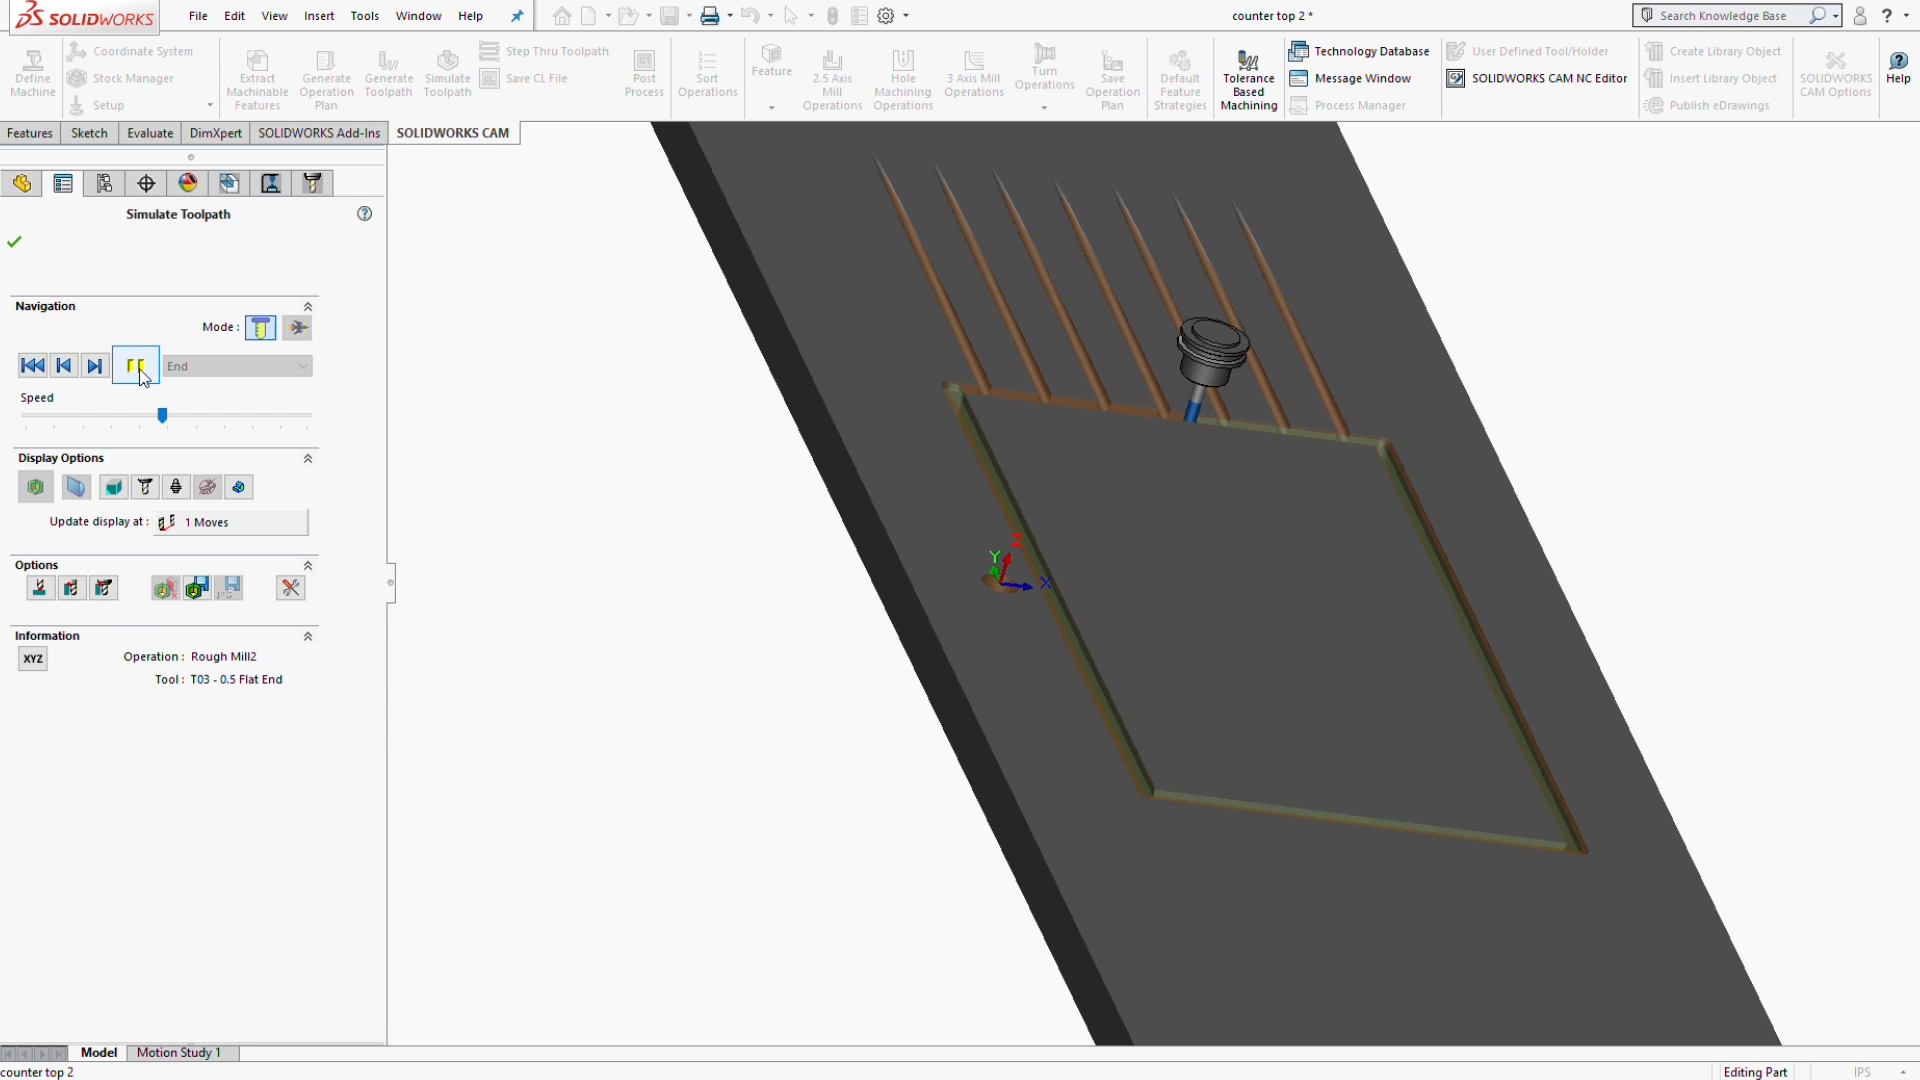 SOLIDWORKS
File Edit View Insert Tools Window Help
counter top 2 *
Search Knowledge Base
?
Define Machine
Coordinate System
Stock Manager
Setup
Extract Machinable Features
Generate Operation Plan
Generate Toolpath
Simulate Toolpath
Step Thru Toolpath
Save CL File
Post Process
Sort Operations
Feature
2.5 Axis Mill Operations
Hole Machining Operations
3 Axis Mill Operations
Turn Operations
Save Operation Plan
Default Feature Strategies
Tolerance Based Machining
Technology Database
Message Window
Process Manager
User Defined Tool/Holder
SOLIDWORKS CAM NC Editor
Create Library Object
Insert Library Object
Publish eDrawings
SOLIDWORKS CAM Options
Help
Features Sketch Evaluate DimXpert SOLIDWORKS Add-Ins SOLIDWORKS CAM
Simulate Toolpath
Navigation
Mode :
End
Speed
Display Options
Update display at : 1 Moves
Options
Information
XYZ
Operation : Rough Mill2
Tool : T03 - 0.5 Flat End
Y
Z
X
Model Motion Study 1
counter top 2
Editing Part
IPS